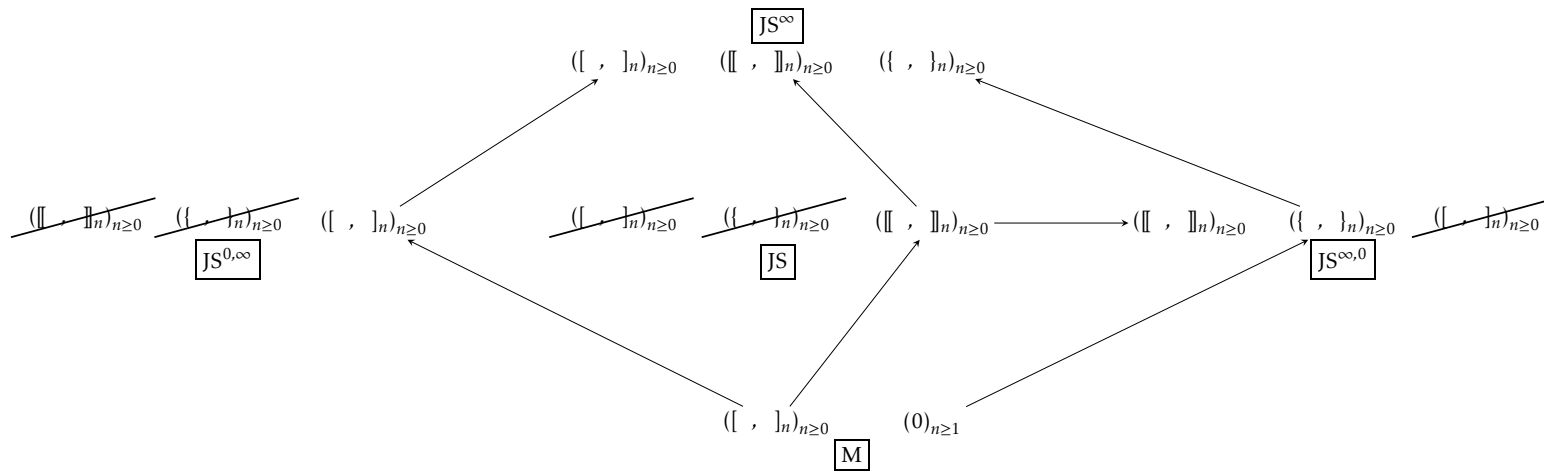 JS^∞
([ , ]_n)_{n≥0} (⟦ , ⟧_n)_{n≥0} ({ , }_n)_{n≥0}
(⟦ , ⟧_n)_{n≥0} ({ , }_n)_{n≥0} ([ , ]_n)_{n≥0} ([ , ]_n)_{n≥0} ({ , }_n)_{n≥0} (⟦ , ⟧_n)_{n≥0} (⟦ , ⟧_n)_{n≥0} ({ , }_n)_{n≥0} ([ , ]_n)_{n≥0}
JS^{0,∞} JS JS^{∞,0}
([ , ]_n)_{n≥0} (0)_{n≥1}
M